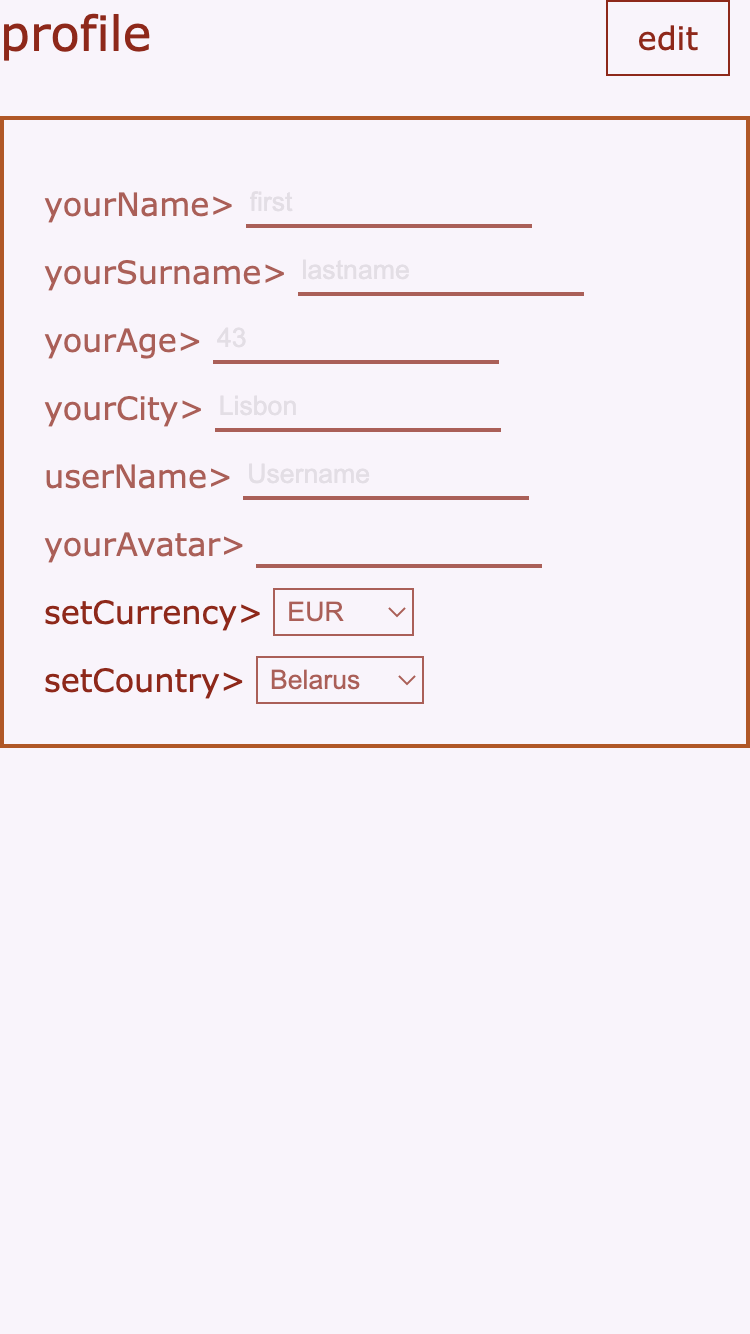 profile
edit
yourName> first
yourSurname> lastname
yourAge> 43
yourCity> Lisbon
userName> Username
yourAvatar>
setCurrency> EUR
setCountry> Belarus